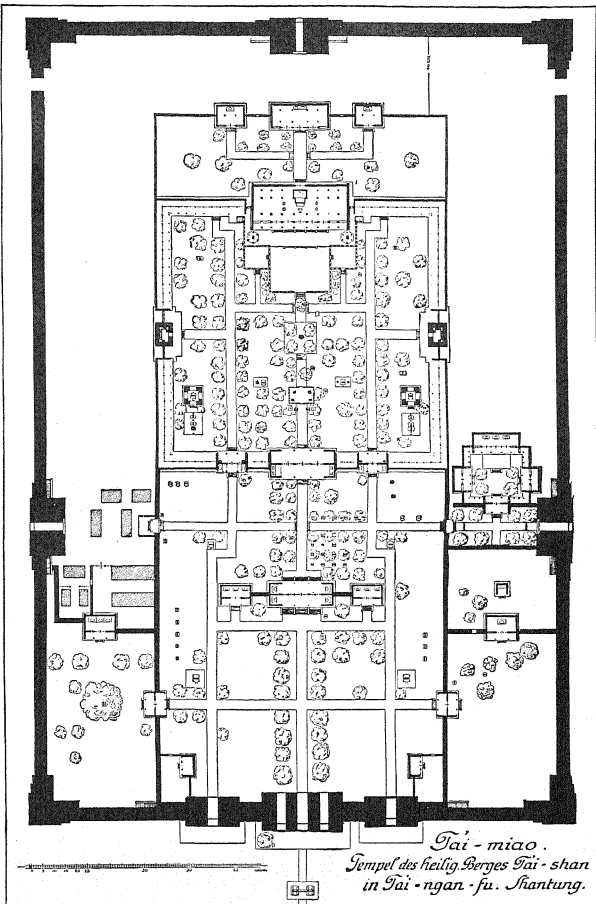 Tai-miao.
Tempel des heilig. Berges Tai-shan
in Tai-ngan-fu. Shantung.